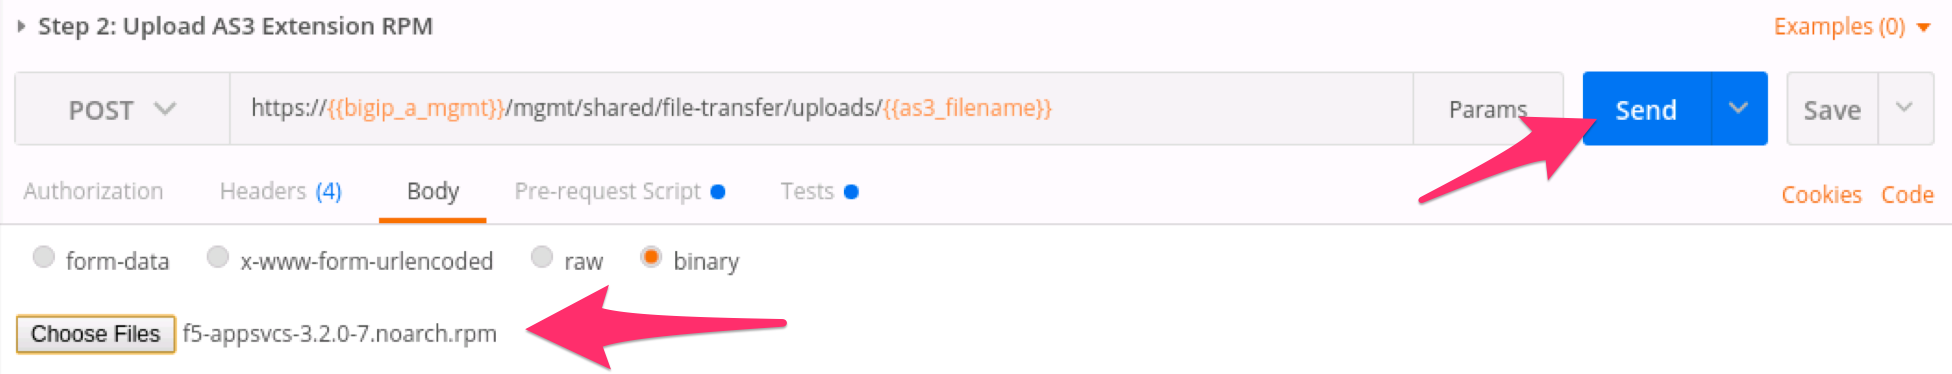 Step 2: Upload AS3 Extension RPM Examples (0)
POST https://{{bigip_a_mgmt}}/mgmt/shared/file-transfer/uploads/{{as3_filename}} Params Send Save
Authorization Headers (4) Body Pre-request Script Tests Cookies Code
form-data x-www-form-urlencoded raw binary
Choose Files f5-appsvcs-3.2.0-7.noarch.rpm